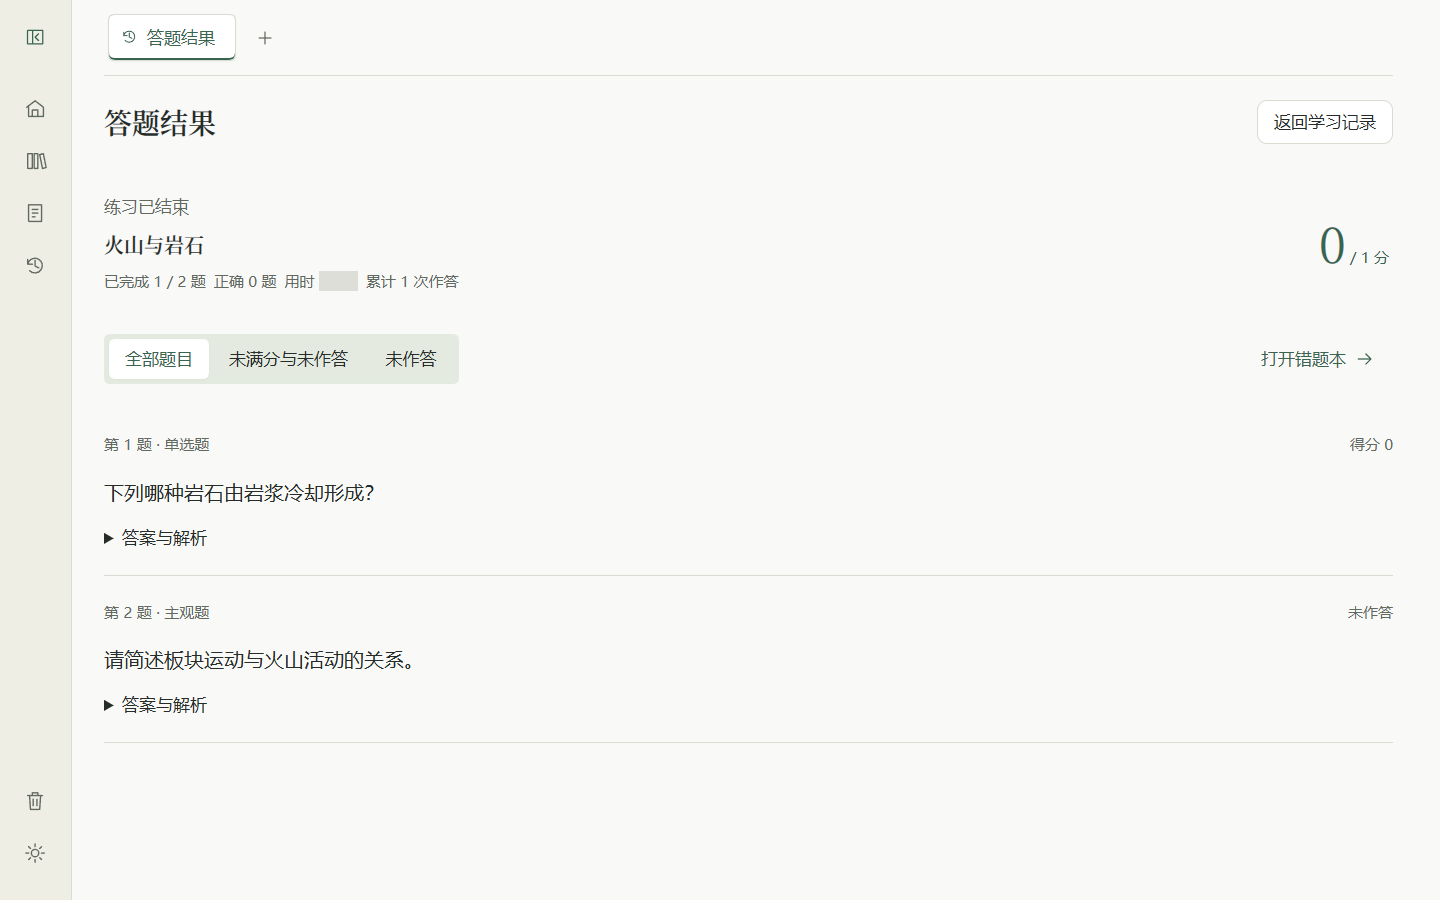 答题结果
答题结果
返回学习记录
练习已结束
火山与岩石
0 / 1 分
已完成 1 / 2 题 正确 0 题 用时 累计 1 次作答
全部题目 未满分与未作答 未作答
打开错题本 →
第 1 题 · 单选题
得分 0
下列哪种岩石由岩浆冷却形成？
▶ 答案与解析
第 2 题 · 主观题
未作答
请简述板块运动与火山活动的关系。
▶ 答案与解析